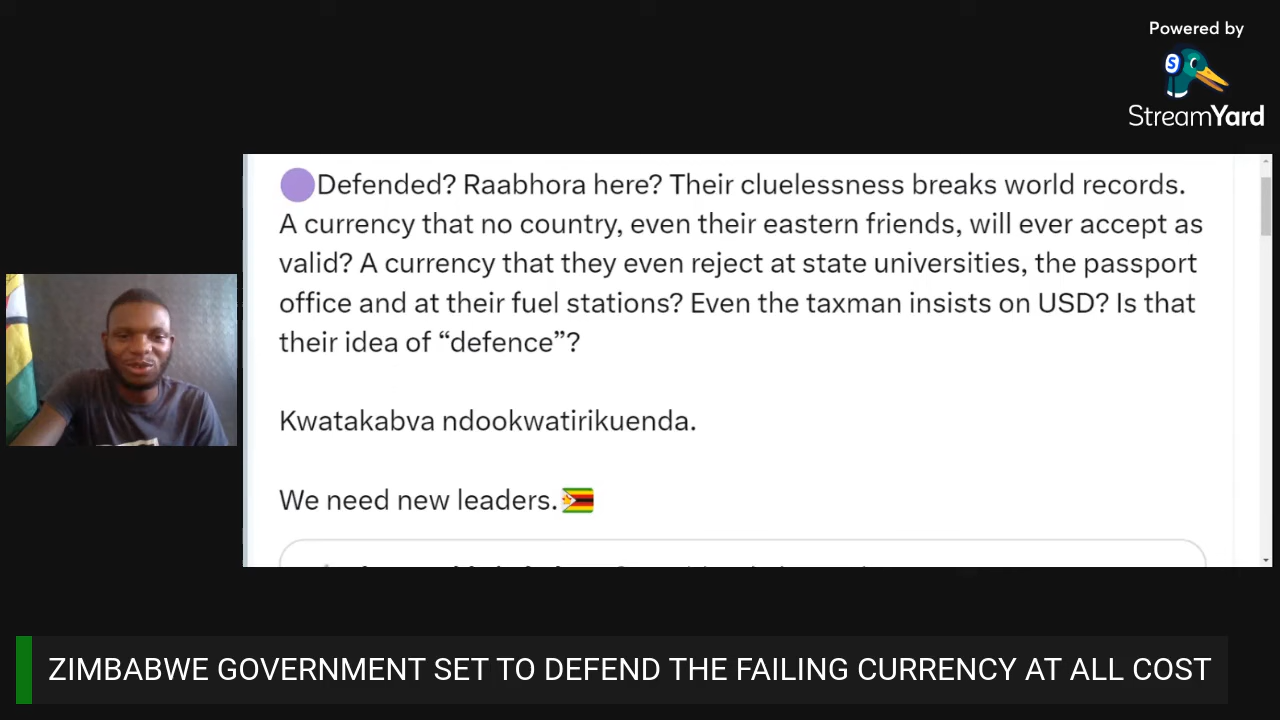 Powered by
S
StreamYard
Defended? Raabhora here? Their cluelessness breaks world records.
A currency that no country, even their eastern friends, will ever accept as
valid? A currency that they even reject at state universities, the passport
office and at their fuel stations? Even the taxman insists on USD? Is that
their idea of “defence”?
Kwatakabva ndookwatirikuenda.
We need new leaders.🇿🇼
ZIMBABWE GOVERNMENT SET TO DEFEND THE FAILING CURRENCY AT ALL COST